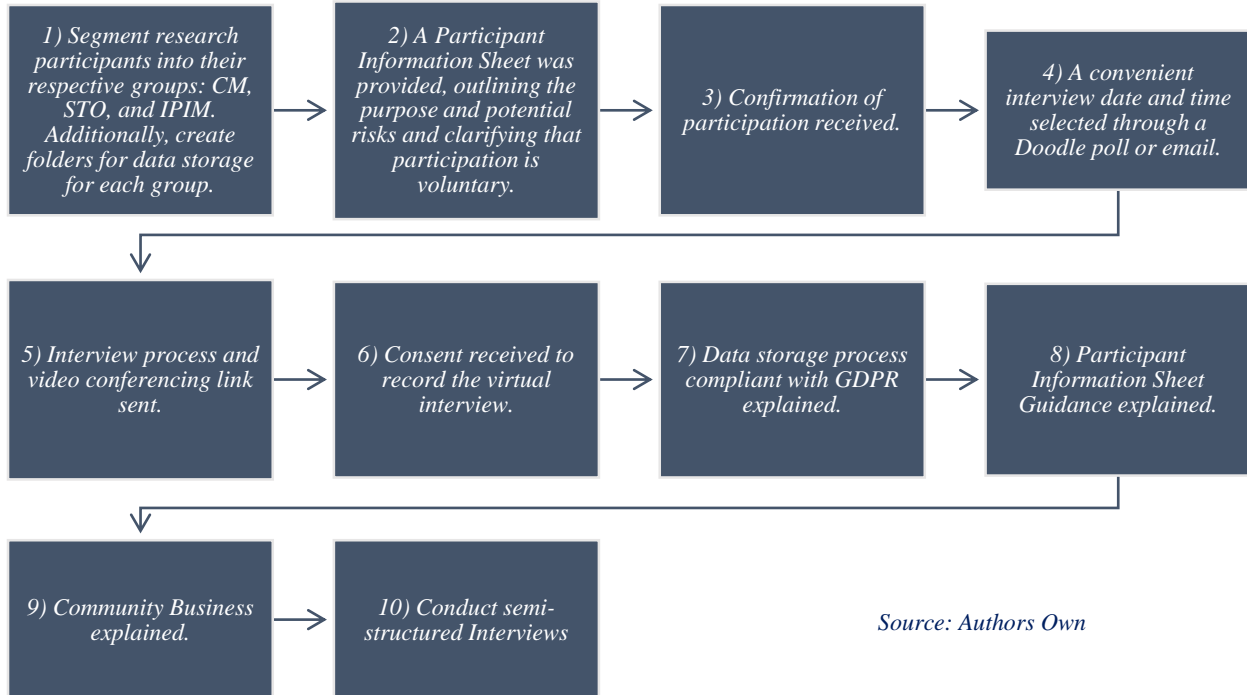 1) Segment research
participants into their
respective groups: CM,
STO, and IPIM.
Additionally, create
folders for data storage
for each group.
2) A Participant
Information Sheet was
provided, outlining the
purpose and potential
risks and clarifying that
participation is
voluntary.
3) Confirmation of
participation received.
4) A convenient
interview date and time
selected through a
Doodle poll or email.
5) Interview process and
video conferencing link
sent.
6) Consent received to
record the virtual
interview.
7) Data storage process
compliant with GDPR
explained.
8) Participant
Information Sheet
Guidance explained.
9) Community Business
explained.
10) Conduct semi-
structured Interviews
Source: Authors Own